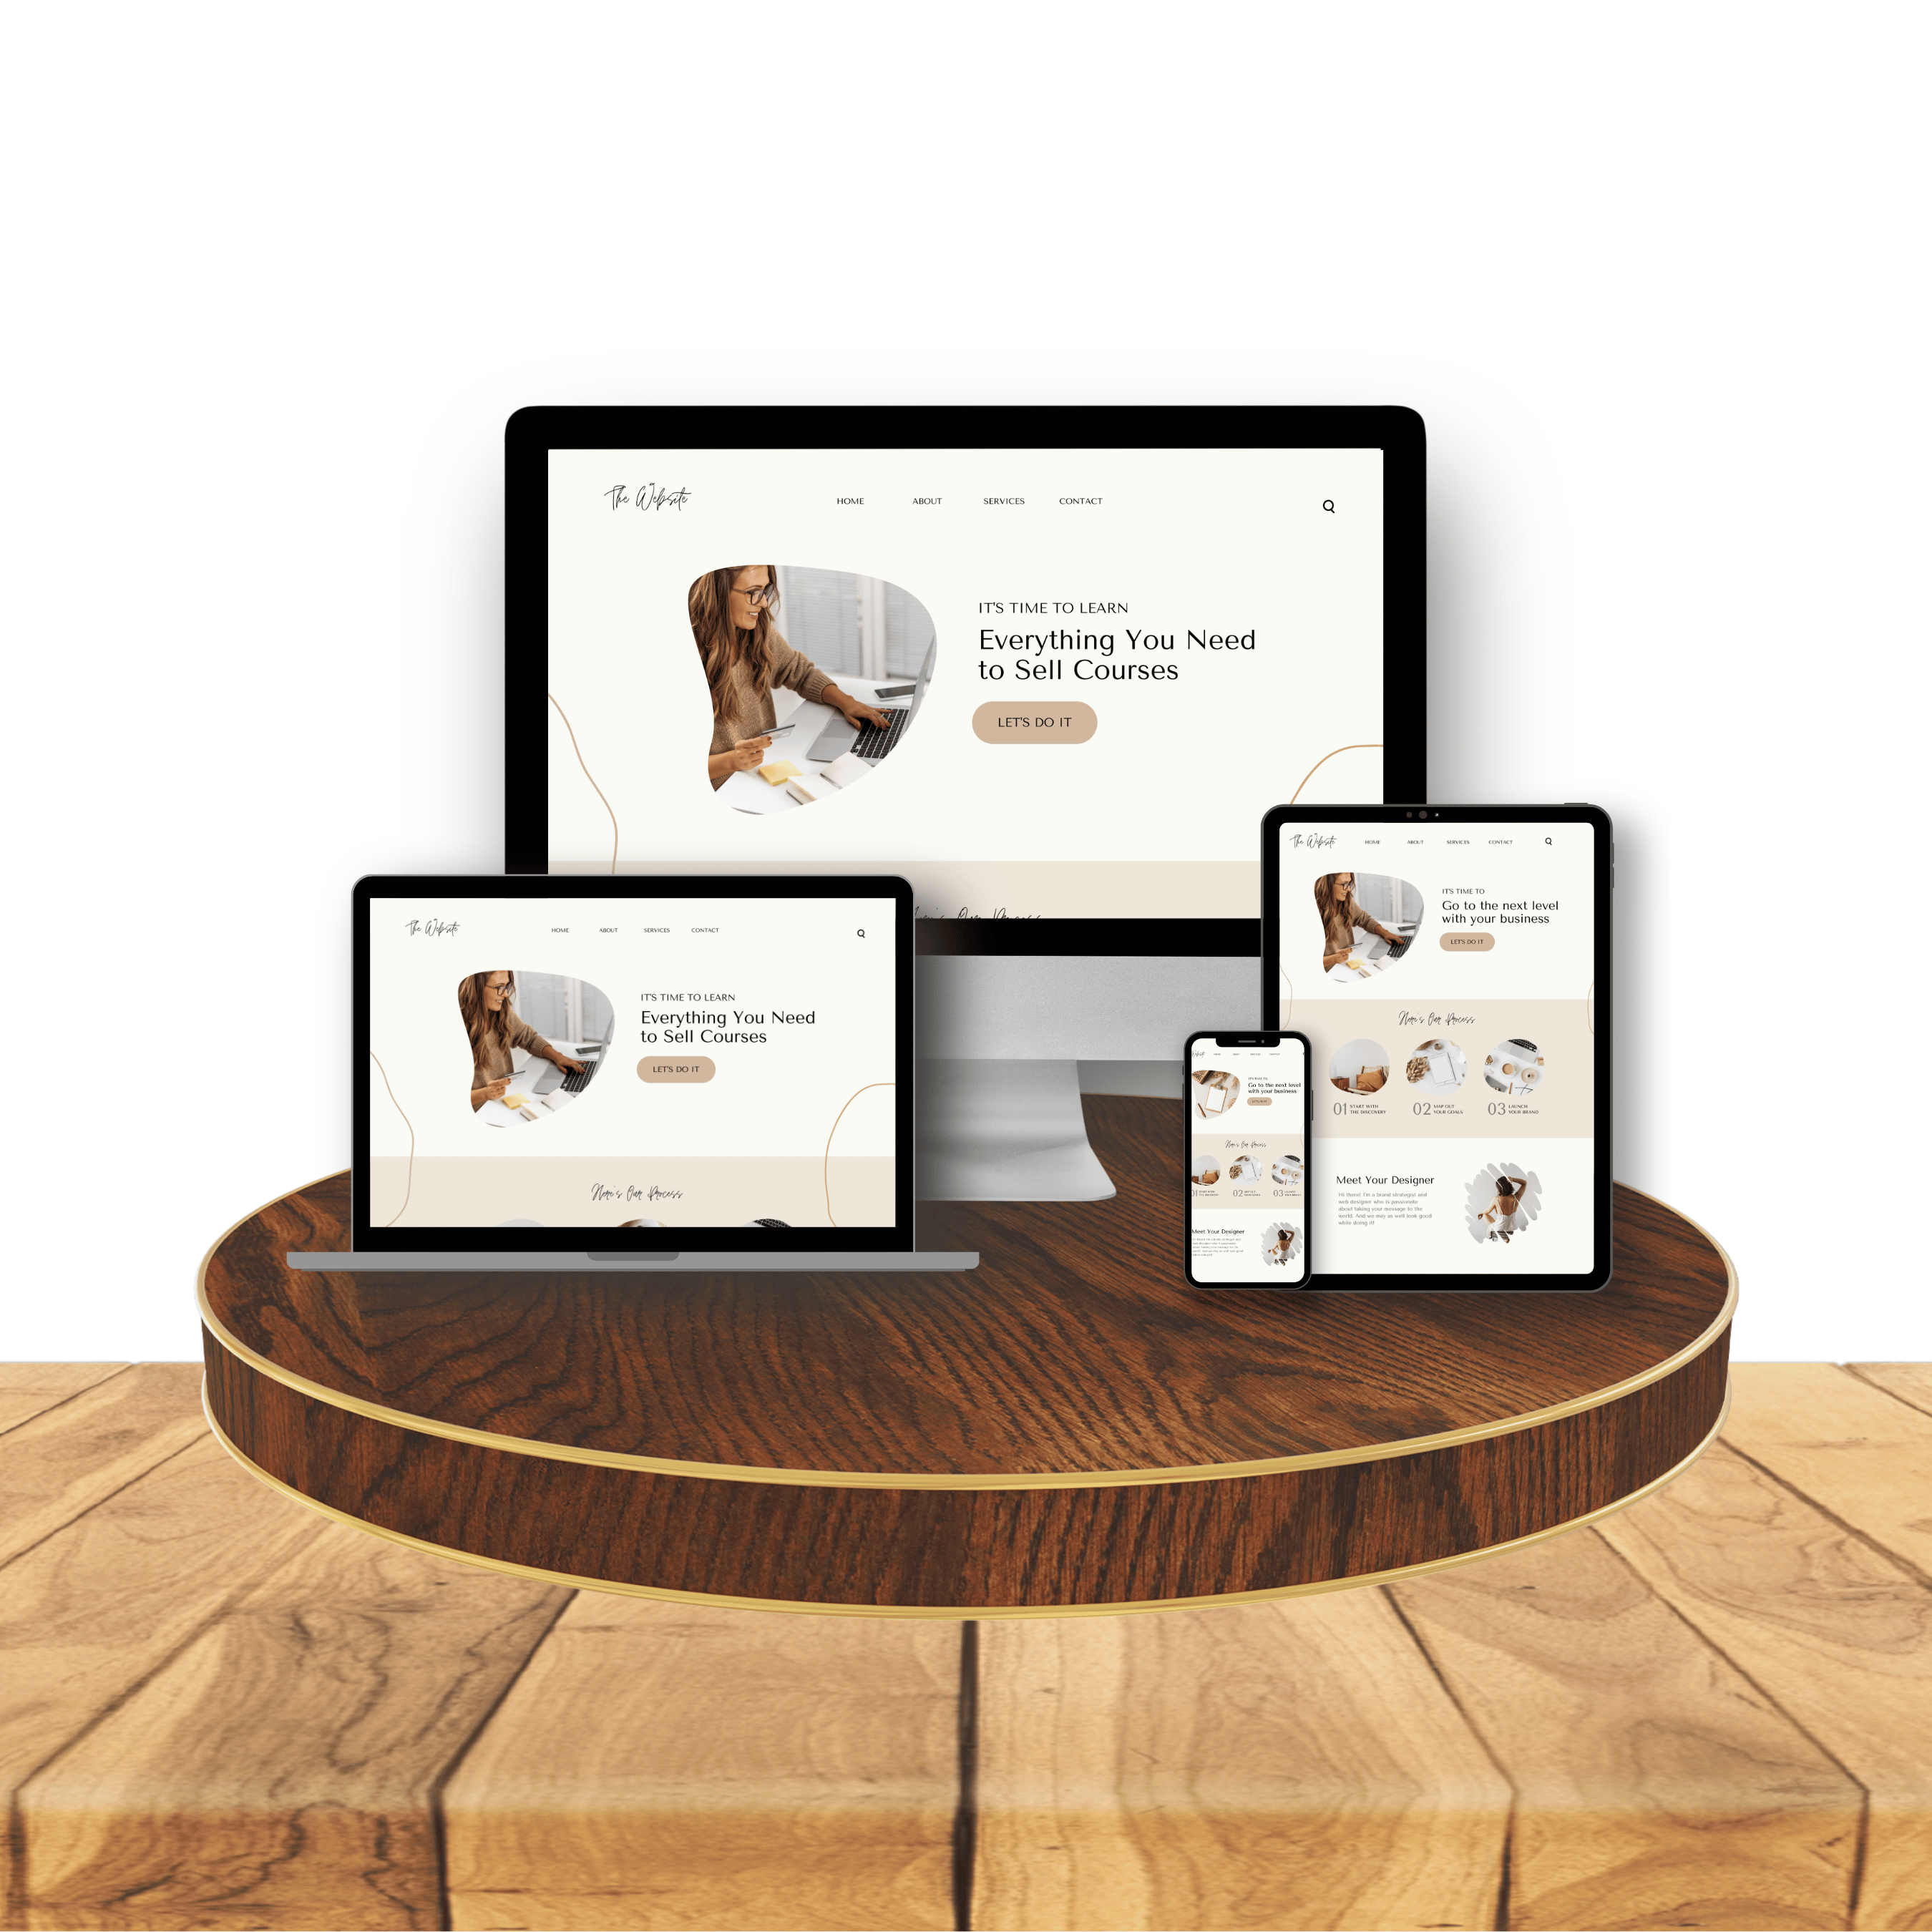 The Website
HOME ABOUT SERVICES CONTACT
IT'S TIME TO LEARN
Everything You Need
to Sell Courses
LET'S DO IT
Here's Our Process
The Website
HOME ABOUT SERVICES CONTACT
IT'S TIME TO LEARN
Everything You Need
to Sell Courses
LET'S DO IT
Here's Our Process
The Website
HOME ABOUT SERVICES CONTACT
IT'S TIME TO
Go to the next level
with your business
LET'S DO IT
Here's Our Process
01 START WITH
THE DISCOVERY
02 MAP OUT
YOUR GOALS
03 LAUNCH
YOUR BRAND
Meet Your Designer
Hi there! I'm a brand strategist and
web designer who is passionate
about taking your message to the
world. And we may as well look good
while doing it!
Go to the next level
with your business
Here's Our Process
01
02
03
Meet Your Designer